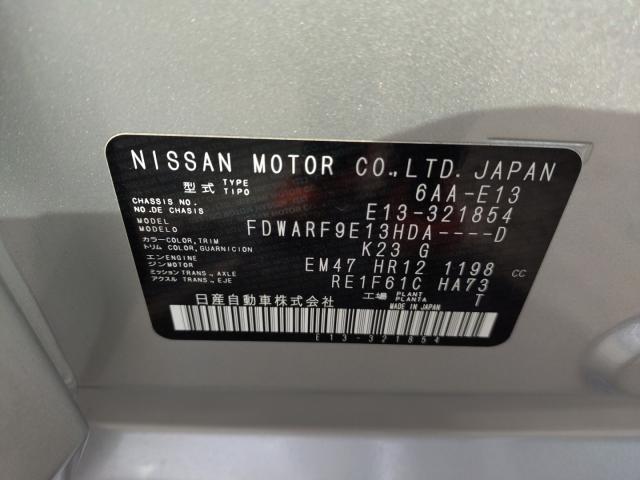 NISSAN MOTOR CO.,LTD. JAPAN
型式 TYPE TIPO 6AA-E13
CHASSIS NO. NO.DE CHASIS E13-321854
MODEL MODELO FDWARF9E13HDA----D
カラー COLOR, TRIM トリム COLOR, GUARNICION K23 G
エンジン ENGINE MOTOR EM47 HR12 1198 CC
ミッション TRANS., AXLE アクスル TRANS., EJE RE1F61C HA73
日産自動車株式会社 工場 PLANT PLANTA T
MADE IN JAPAN
E13-321854